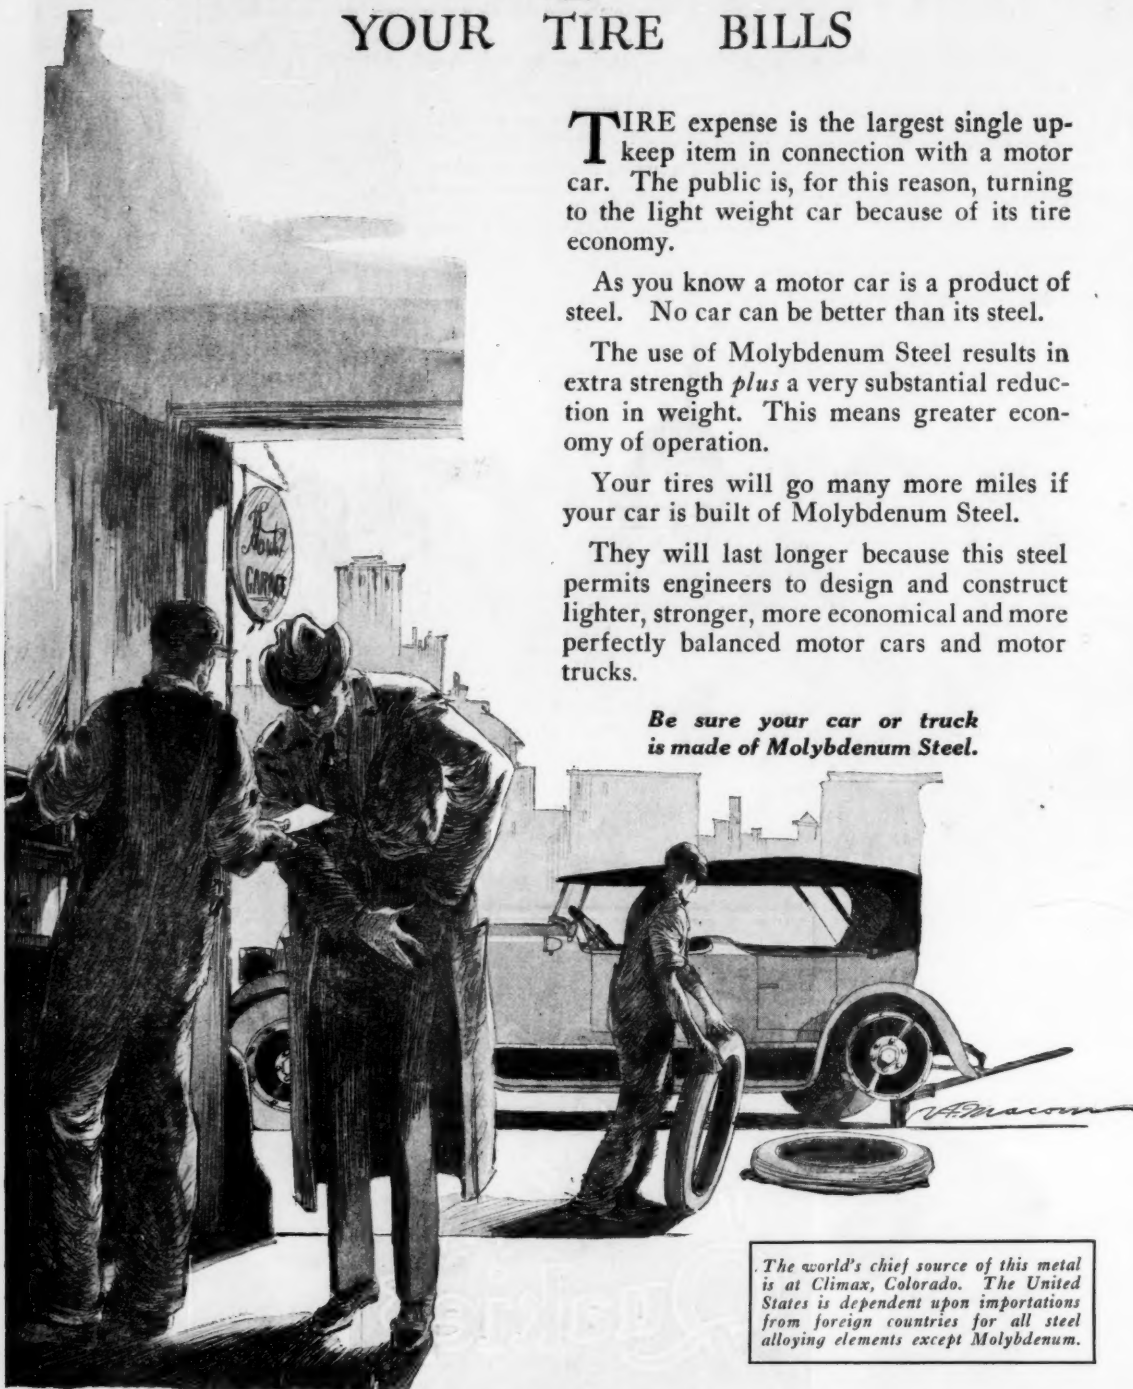 YOUR TIRE BILLS
TIRE expense is the largest single up-
keep item in connection with a motor
car. The public is, for this reason, turning
to the light weight car because of its tire
economy.
As you know a motor car is a product of
steel. No car can be better than its steel.
The use of Molybdenum Steel results in
extra strength plus a very substantial reduc-
tion in weight. This means greater econ-
omy of operation.
Your tires will go many more miles if
your car is built of Molybdenum Steel.
They will last longer because this steel
permits engineers to design and construct
lighter, stronger, more economical and more
perfectly balanced motor cars and motor
trucks.
Be sure your car or truck
is made of Molybdenum Steel.
GARAGE
The world's chief source of this metal
is at Climax, Colorado. The United
States is dependent upon importations
from foreign countries for all steel
alloying elements except Molybdenum.